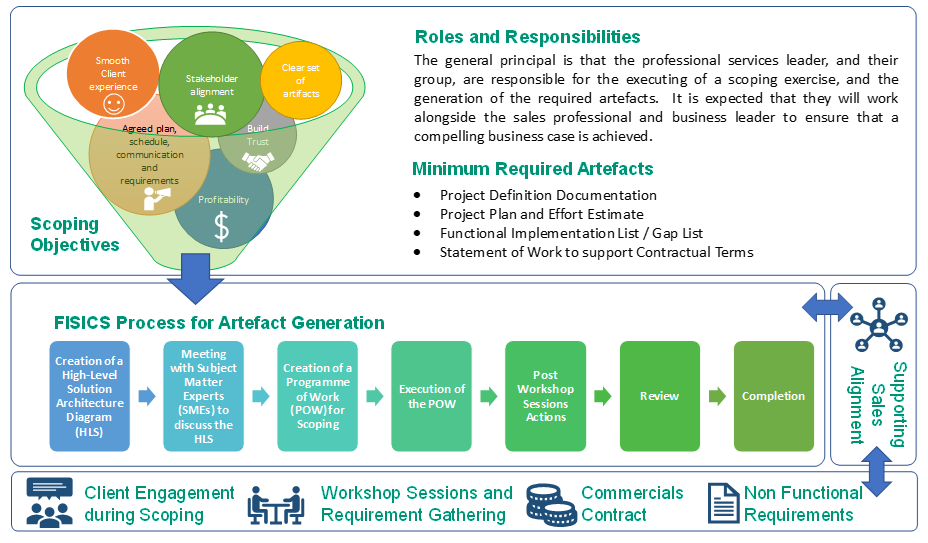 Smooth
Client
experience
Stakeholder
alignment
Clear set
of
artifacts
Agreed plan,
schedule,
communication
and
requirements
Build
Trust
Profitability
$
Scoping
Objectives
Roles and Responsibilities
The general principal is that the professional services leader, and their
group, are responsible for the executing of a scoping exercise, and the
generation of the required artefacts. It is expected that they will work
alongside the sales professional and business leader to ensure that a
compelling business case is achieved.
Minimum Required Artefacts
• Project Definition Documentation
• Project Plan and Effort Estimate
• Functional Implementation List / Gap List
• Statement of Work to support Contractual Terms
FISICS Process for Artefact Generation
Creation of a
High-Level
Solution
Architecture
Diagram
(HLS)
Meeting
with Subject
Matter
Experts
(SMEs) to
discuss the
HLS
Creation of a
Programme
of Work
(POW) for
Scoping
Execution of
the POW
Post
Workshop
Sessions
Actions
Review
Completion
Supporting
Sales
Alignment
Client Engagement
during Scoping
Workshop Sessions and
Requirement Gathering
Commercials
Contract
Non Functional
Requirements